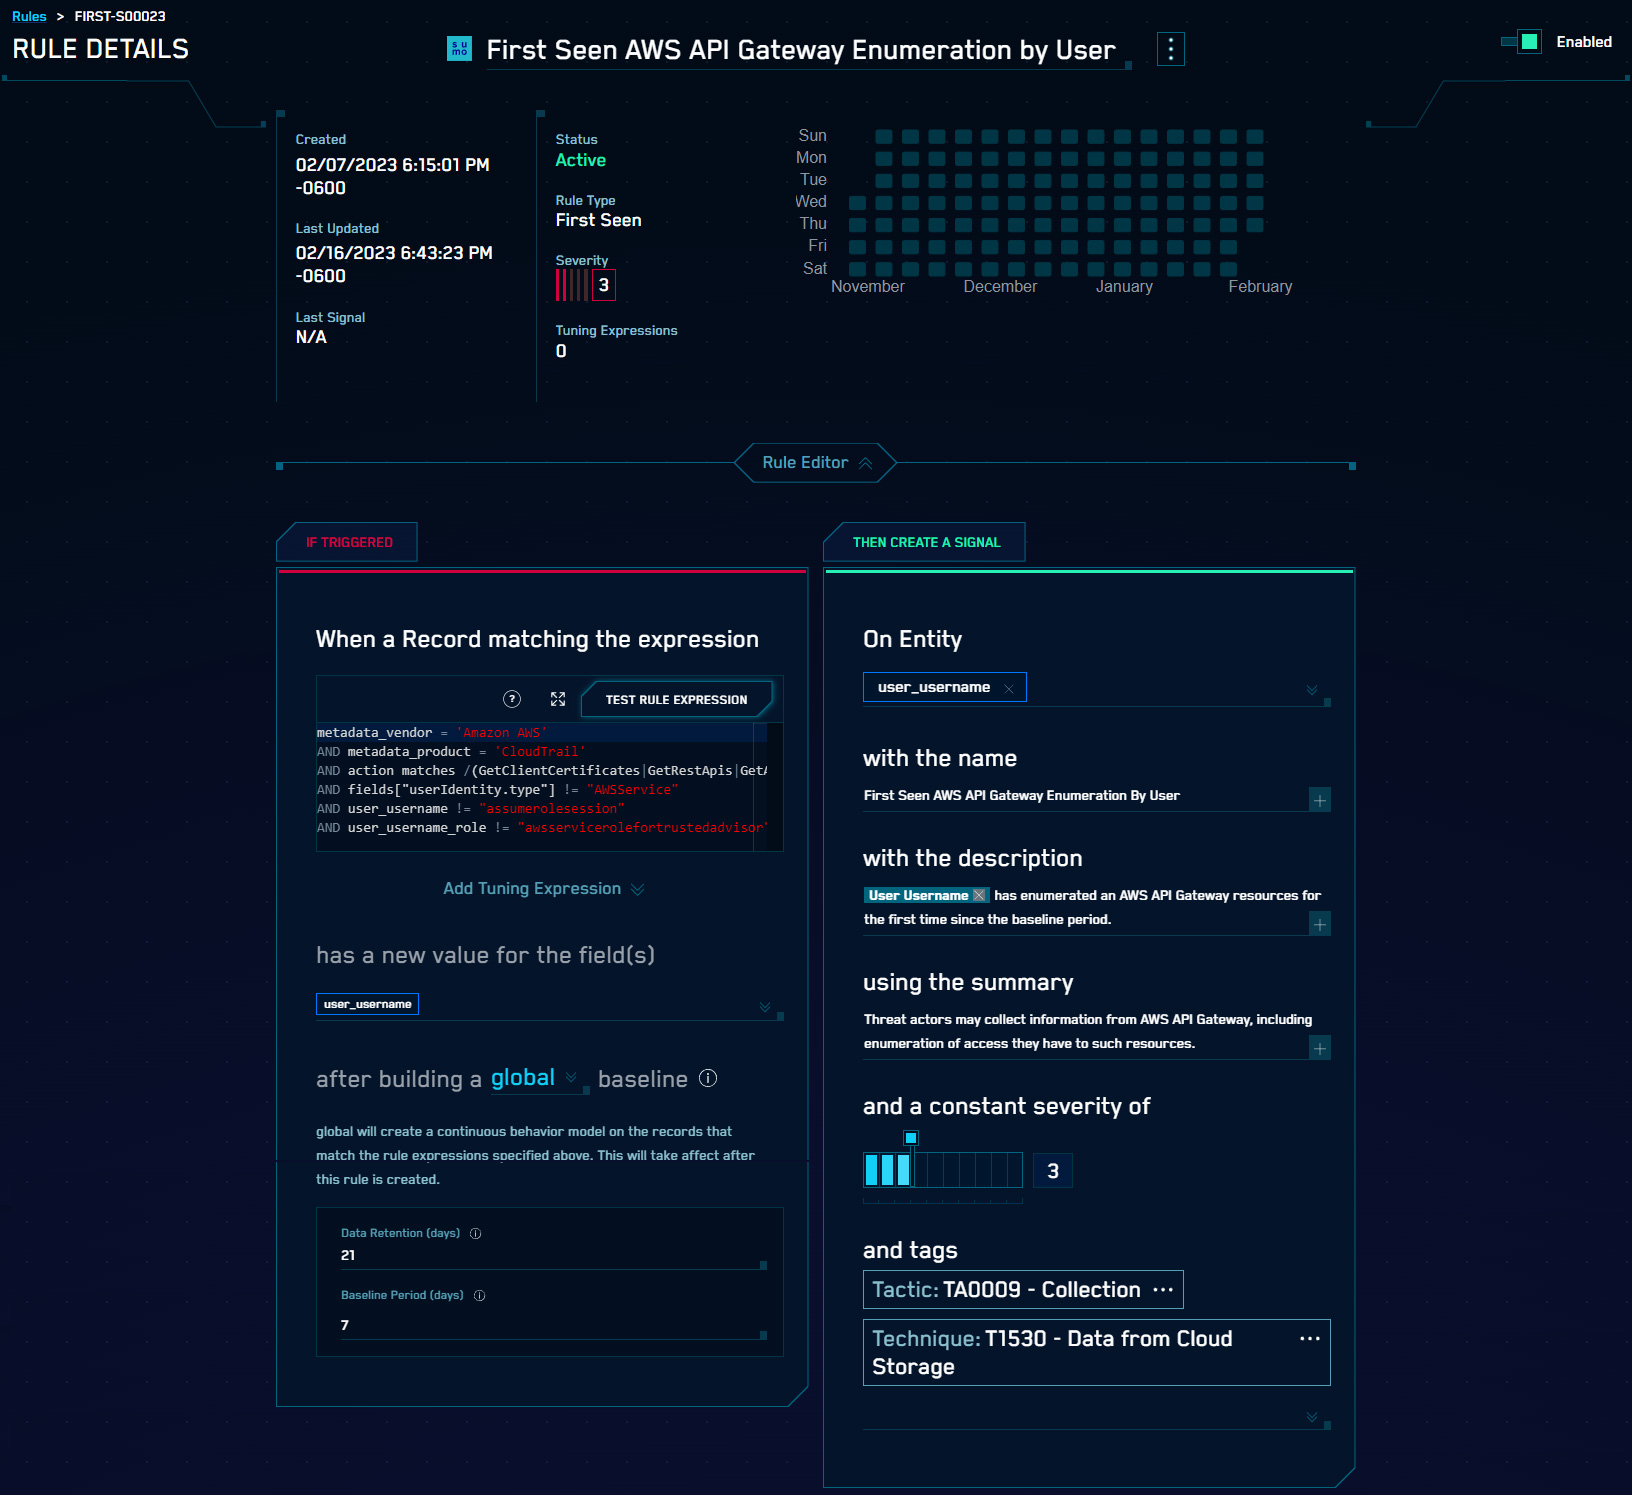 Rules > FIRST-S00023
RULE DETAILS
su
mo
First Seen AWS API Gateway Enumeration by User
Enabled
Created
02/07/2023 6:15:01 PM
-0600
Last Updated
02/16/2023 6:43:23 PM
-0600
Last Signal
N/A
Status
Active
Rule Type
First Seen
Severity
3
Tuning Expressions
0
Sun
Mon
Tue
Wed
Thu
Fri
Sat
November December January February
Rule Editor
IF TRIGGERED
When a Record matching the expression
? TEST RULE EXPRESSION
metadata_vendor = 'Amazon AWS'
AND metadata_product = 'CloudTrail'
AND action matches /(GetClientCertificates|GetRestApis|GetA
AND fields["userIdentity.type"] != "AWSService"
AND user_username != "assumerolesession"
AND user_username_role != "awsservicerolefortrustedadvisor"
Add Tuning Expression
has a new value for the field(s)
user_username
after building a global baseline
global will create a continuous behavior model on the records that
match the rule expressions specified above. This will take affect after
this rule is created.
Data Retention (days)
21
Baseline Period (days)
7
THEN CREATE A SIGNAL
On Entity
user_username
with the name
First Seen AWS API Gateway Enumeration By User
with the description
User Username has enumerated an AWS API Gateway resources for
the first time since the baseline period.
using the summary
Threat actors may collect information from AWS API Gateway, including
enumeration of access they have to such resources.
and a constant severity of
3
and tags
Tactic: TA0009 - Collection ...
Technique: T1530 - Data from Cloud ...
Storage